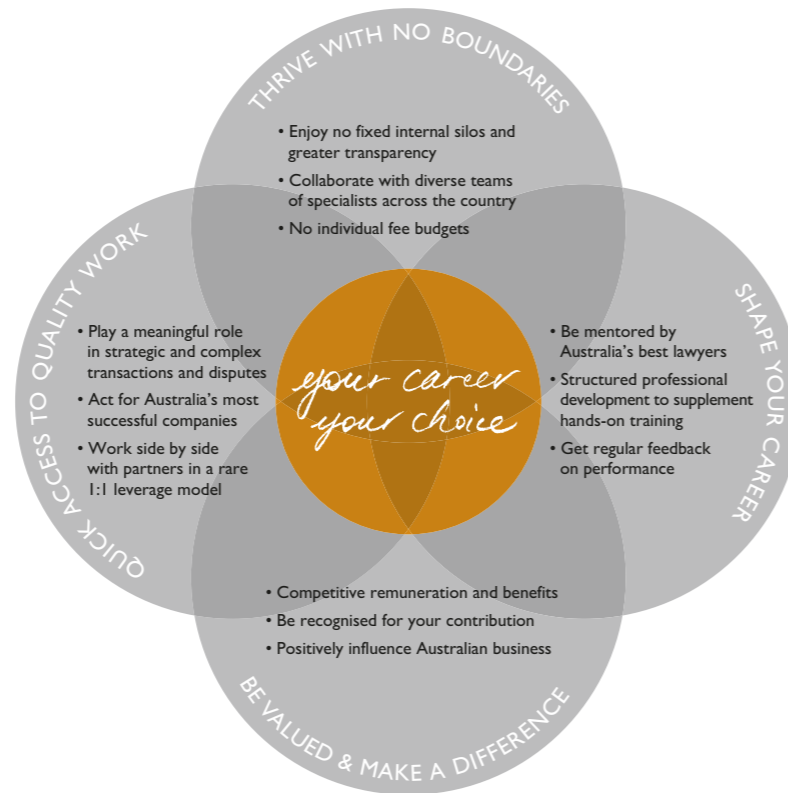 THRIVE WITH NO BOUNDARIES
• Enjoy no fixed internal silos and
greater transparency
• Collaborate with diverse teams
of specialists across the country
• No individual fee budgets
QUICK ACCESS TO QUALITY WORK
• Play a meaningful role
in strategic and complex
transactions and disputes
• Act for Australia's most
successful companies
• Work side by side
with partners in a rare
1:1 leverage model
your career
your choice
SHAPE YOUR CAREER
• Be mentored by
Australia's best lawyers
• Structured professional
development to supplement
hands-on training
• Get regular feedback
on performance
• Competitive remuneration and benefits
• Be recognised for your contribution
• Positively influence Australian business
BE VALUED & MAKE A DIFFERENCE